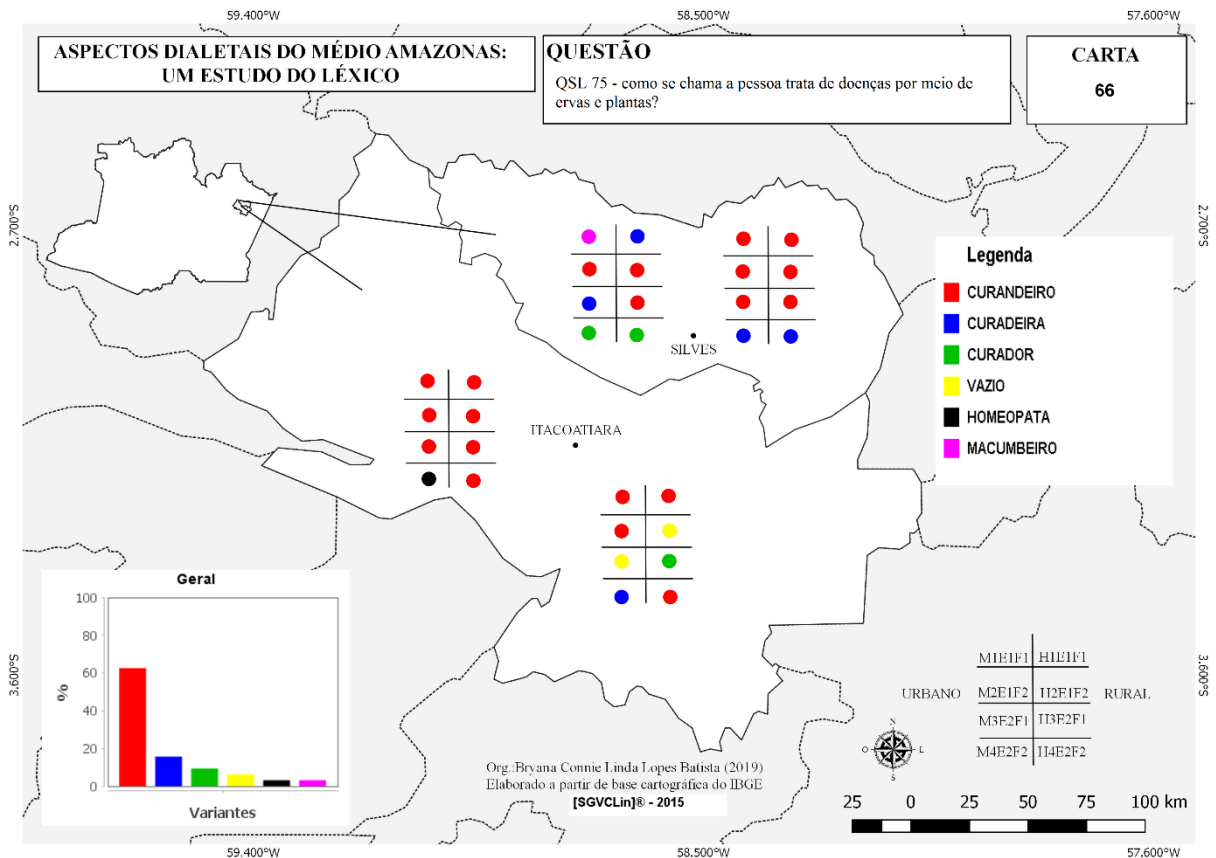 59.400°W
58.500°W
57.600°W
ASPECTOS DIALETAIS DO MÉDIO AMAZONAS:
UM ESTUDO DO LÉXICO
QUESTÃO
QSL 75 - como se chama a pessoa trata de doenças por meio de
ervas e plantas?
CARTA
66
2.700°S
2.700°S
Legenda
CURANDEIRO
CURADEIRA
CURADOR
VAZIO
HOMEOPATA
MACUMBEIRO
SILVES
ITACOATIARA
Geral
100
80
60
40
20
0
%
Variantes
3.600°S
3.600°S
M1E1F1 H1E1F1
URBANO M2E1F2 H2E1F2 RURAL
M3E2F1 H3E2F1
M4E2F2 H4E2F2
N
O L
S
Org.:Bryana Connie Linda Lopes Batista (2019)
Elaborado a partir de base cartográfica do IBGE
[SGVCLin]® - 2015
25 0 25 50 75 100 km
59.400°W
58.500°W
57.600°W